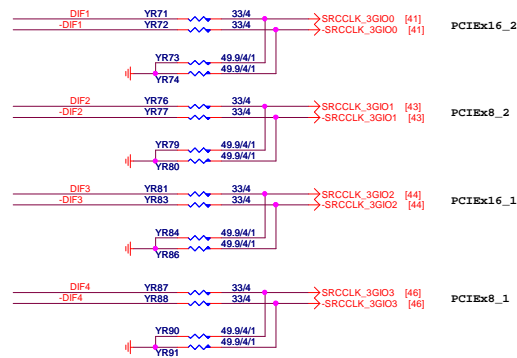 DIF1 YR71 33/4 SRCCLK_3GIO0 [41]
-DIF1 YR72 33/4 -SRCCLK_3GIO0 [41]
PCIEx16_2
YR73 49.9/4/1
YR74 49.9/4/1
DIF2 YR76 33/4 SRCCLK_3GIO1 [43]
-DIF2 YR77 33/4 -SRCCLK_3GIO1 [43]
PCIEx8_2
YR79 49.9/4/1
YR80 49.9/4/1
DIF3 YR81 33/4 SRCCLK_3GIO2 [44]
-DIF3 YR83 33/4 -SRCCLK_3GIO2 [44]
PCIEx16_1
YR84 49.9/4/1
YR86 49.9/4/1
DIF4 YR87 33/4 SRCCLK_3GIO3 [46]
-DIF4 YR88 33/4 -SRCCLK_3GIO3 [46]
PCIEx8_1
YR90 49.9/4/1
YR91 49.9/4/1